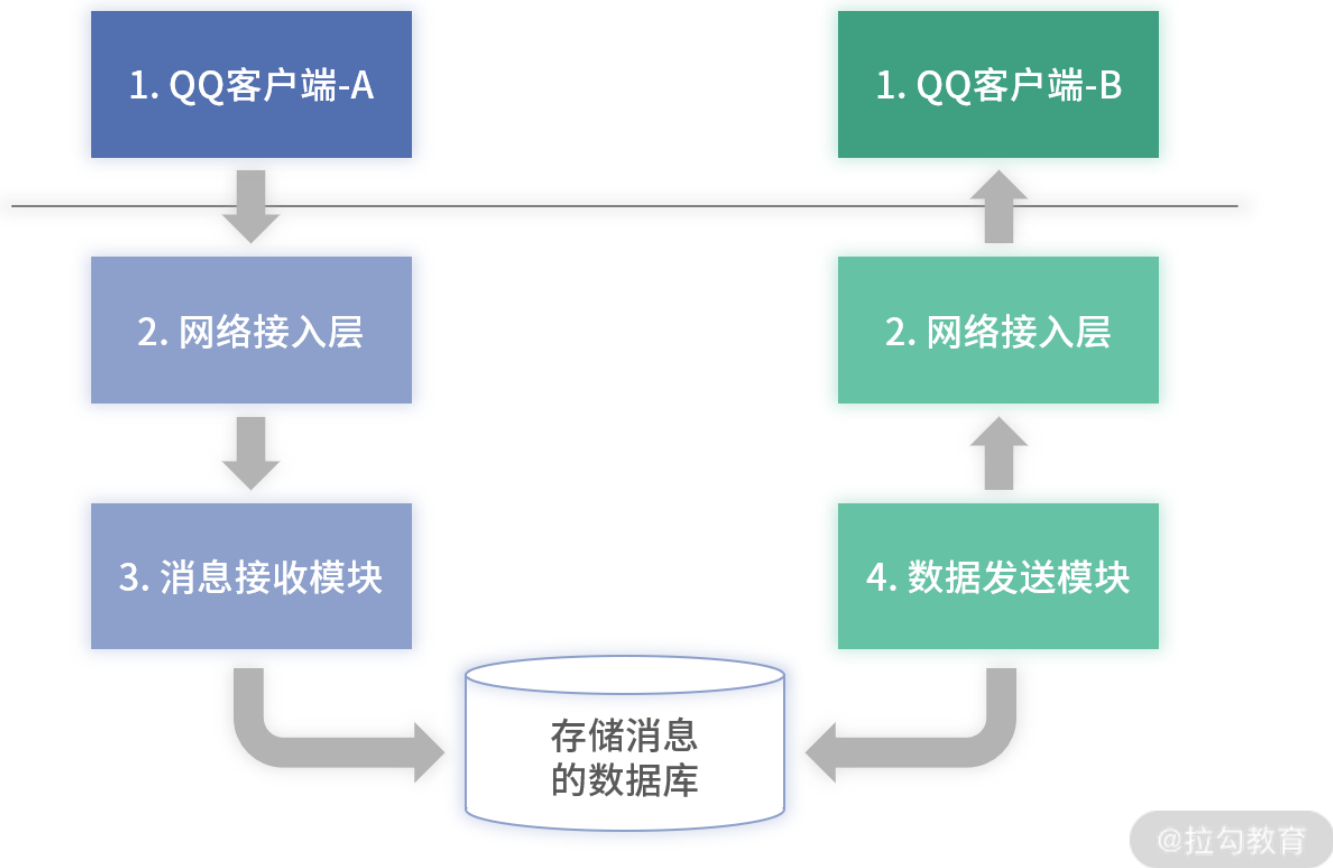 1. QQ客户端-A
1. QQ客户端-B
2. 网络接入层
2. 网络接入层
3. 消息接收模块
4. 数据发送模块
存储消息
的数据库
@拉勾教育